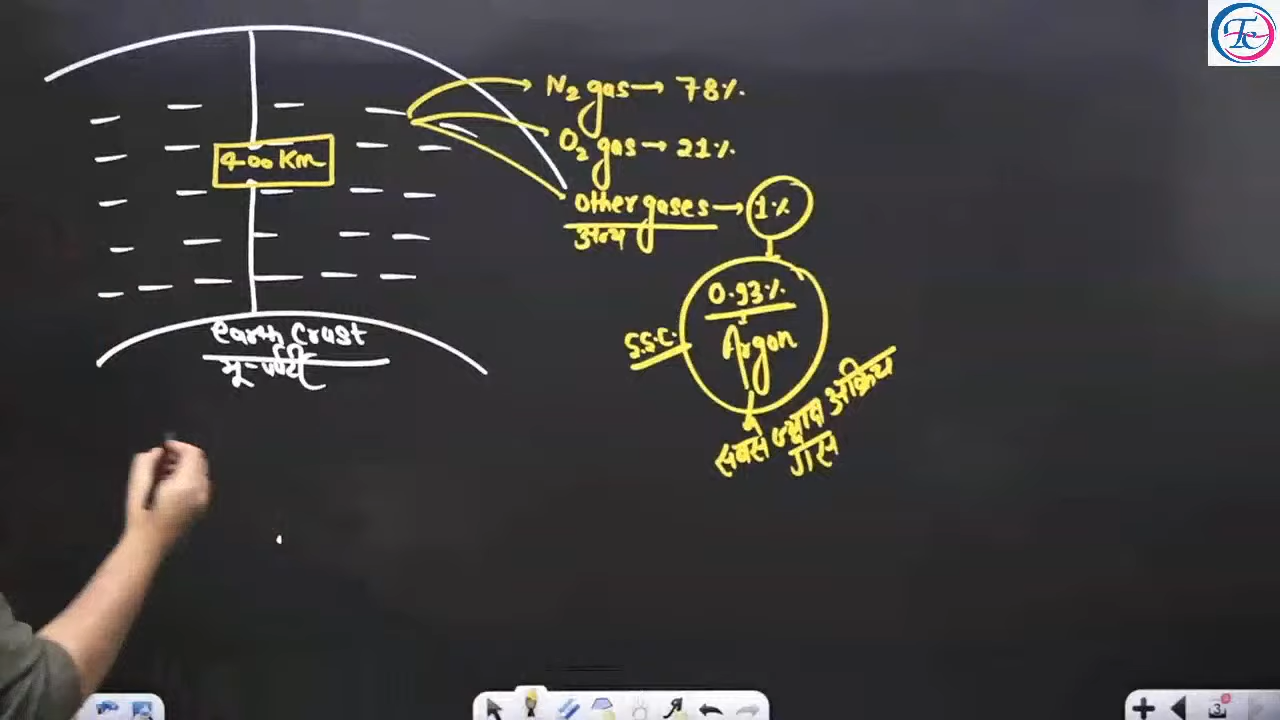 N₂ gas → 78%.
400 Km
O₂ gas → 21%.
Other gases → 1%
अन्य
0.93%
earth Crust
भू-पर्पटी
S.S.C.
Argon
सबसे ज्यादा अक्रिय
गैस
3